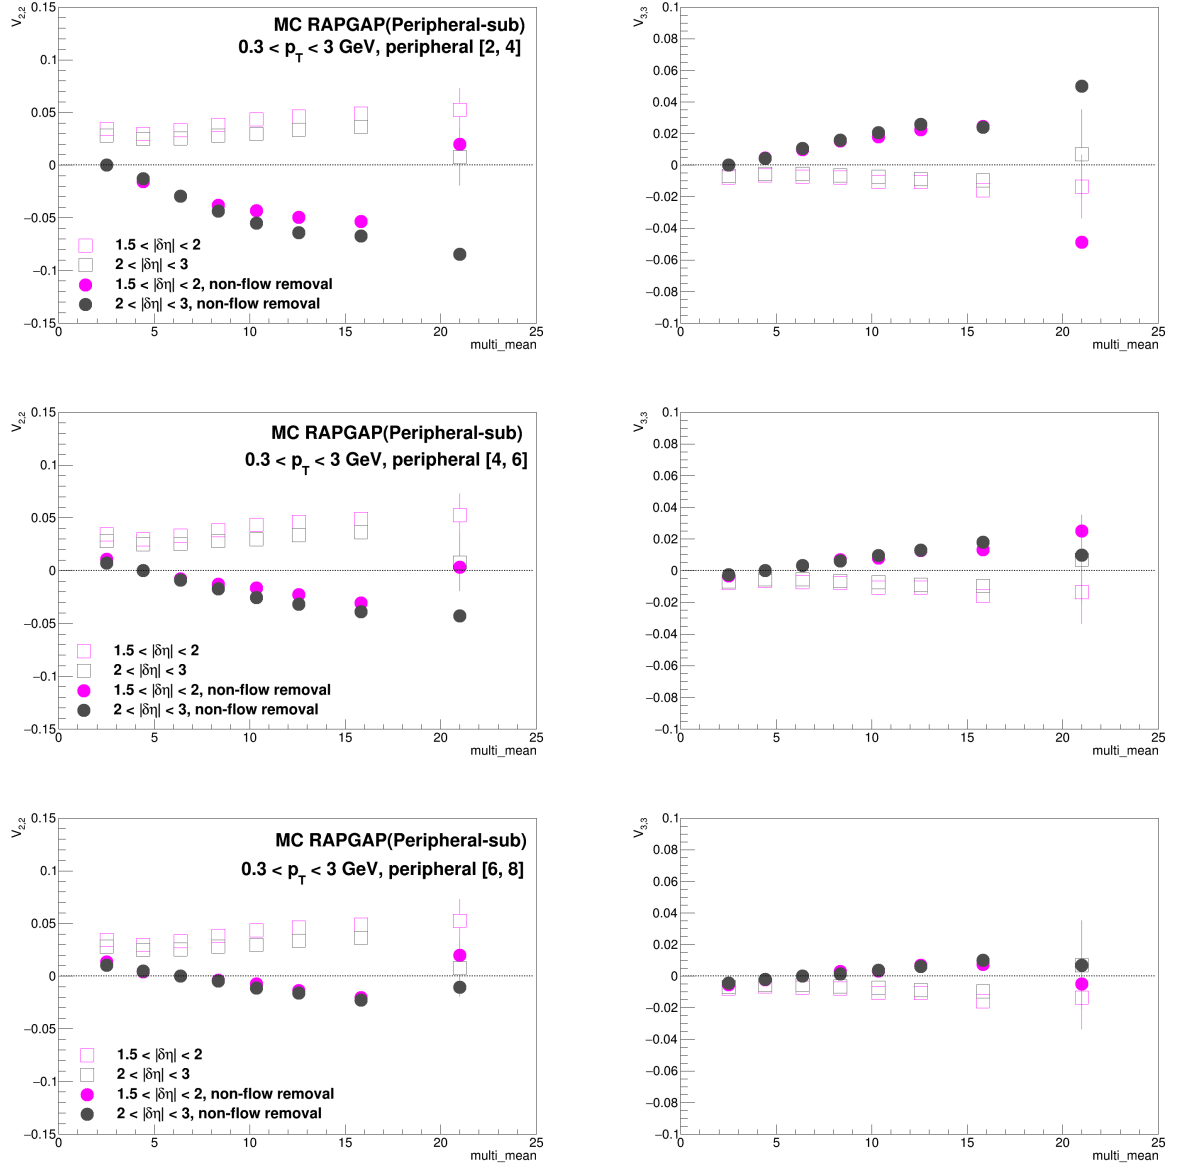 V2,2
MC RAPGAP(Peripheral-sub)
0.3 < pT < 3 GeV, peripheral [2, 4]
0.1
0.05
0
−0.05
−0.1
−0.15
1.5 < |δη| < 2
2 < |δη| < 3
1.5 < |δη| < 2, non-flow removal
2 < |δη| < 3, non-flow removal
0 5 10 15 20 25
multi_mean
V3,3
0.1
0.08
0.06
0.04
0.02
0
−0.02
−0.04
−0.06
−0.08
−0.1
0 5 10 15 20 25
multi_mean
V2,2
0.15
MC RAPGAP(Peripheral-sub)
0.3 < pT < 3 GeV, peripheral [4, 6]
0.1
0.05
0
−0.05
−0.1
−0.15
1.5 < |δη| < 2
2 < |δη| < 3
1.5 < |δη| < 2, non-flow removal
2 < |δη| < 3, non-flow removal
0 5 10 15 20 25
multi_mean
V3,3
0.1
0.08
0.06
0.04
0.02
0
−0.02
−0.04
−0.06
−0.08
−0.1
0 5 10 15 20 25
multi_mean
V2,2
0.15
MC RAPGAP(Peripheral-sub)
0.3 < pT < 3 GeV, peripheral [6, 8]
0.1
0.05
0
−0.05
−0.1
−0.15
1.5 < |δη| < 2
2 < |δη| < 3
1.5 < |δη| < 2, non-flow removal
2 < |δη| < 3, non-flow removal
0 5 10 15 20 25
multi_mean
V3,3
0.1
0.08
0.06
0.04
0.02
0
−0.02
−0.04
−0.06
−0.08
−0.1
0 5 10 15 20 25
multi_mean